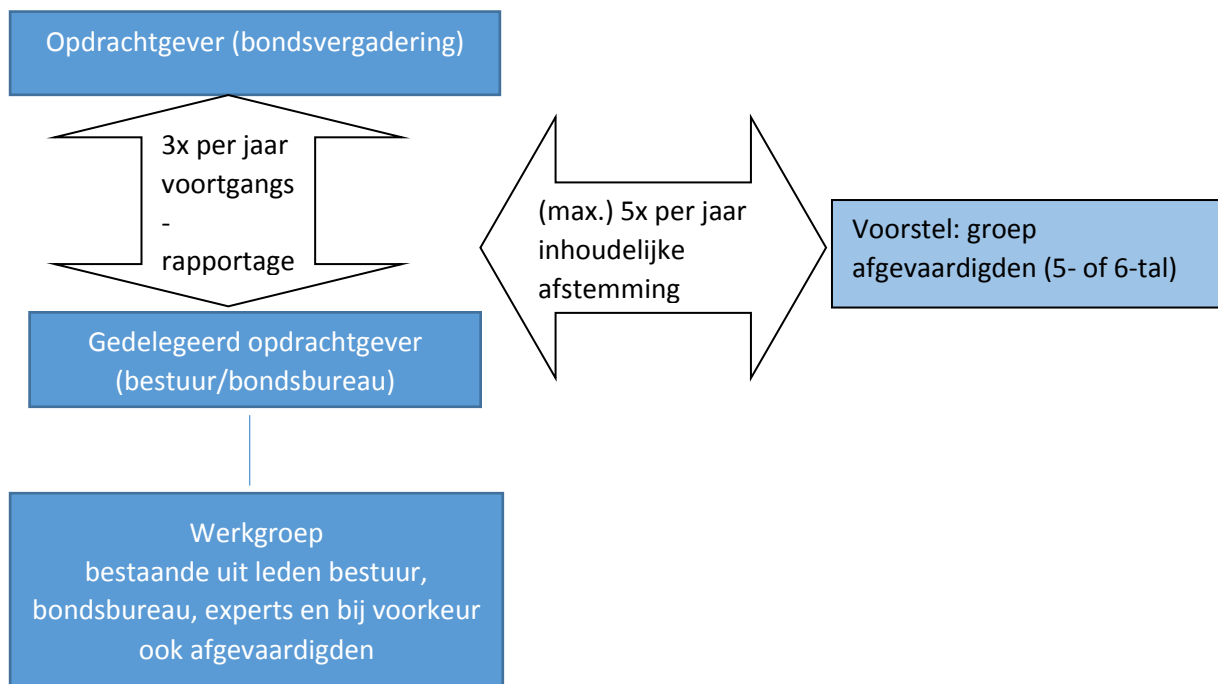 Opdrachtgever (bondsvergadering)
3x per jaar
voortgangs
-
rapportage
(max.) 5x per jaar
inhoudelijke
afstemming
Voorstel: groep
afgevaardigden (5- of 6-tal)
Gedelegeerd opdrachtgever
(bestuur/bondsbureau)
Werkgroep
bestaande uit leden bestuur,
bondsbureau, experts en bij voorkeur
ook afgevaardigden